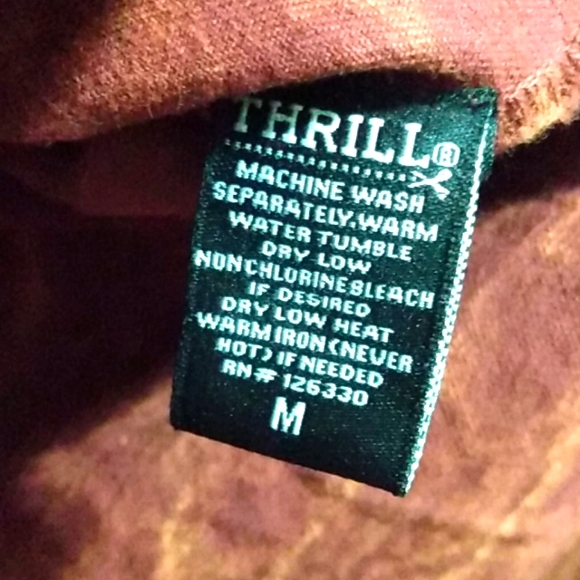 THRILL®
MACHINE WASH
SEPARATELY.WARM
WATER TUMBLE
DRY LOW
NONCHLORINEBLEACH
IF DESIRED
DRY LOW HEAT
WARM IRON (NEVER
HOT) IF NEEDED
RN# 126330
M